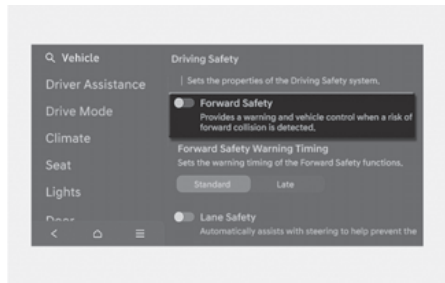 Vehicle
Driver Assistance
Drive Mode
Climate
Seat
Lights
Door
Driving Safety
Sets the properties of the Driving Safety system.
Forward Safety
Provides a warning and vehicle control when a risk of
forward collision is detected.
Forward Safety Warning Timing
Sets the warning timing of the Forward Safety functions.
Standard
Late
Lane Safety
Automatically assists with steering to help prevent the